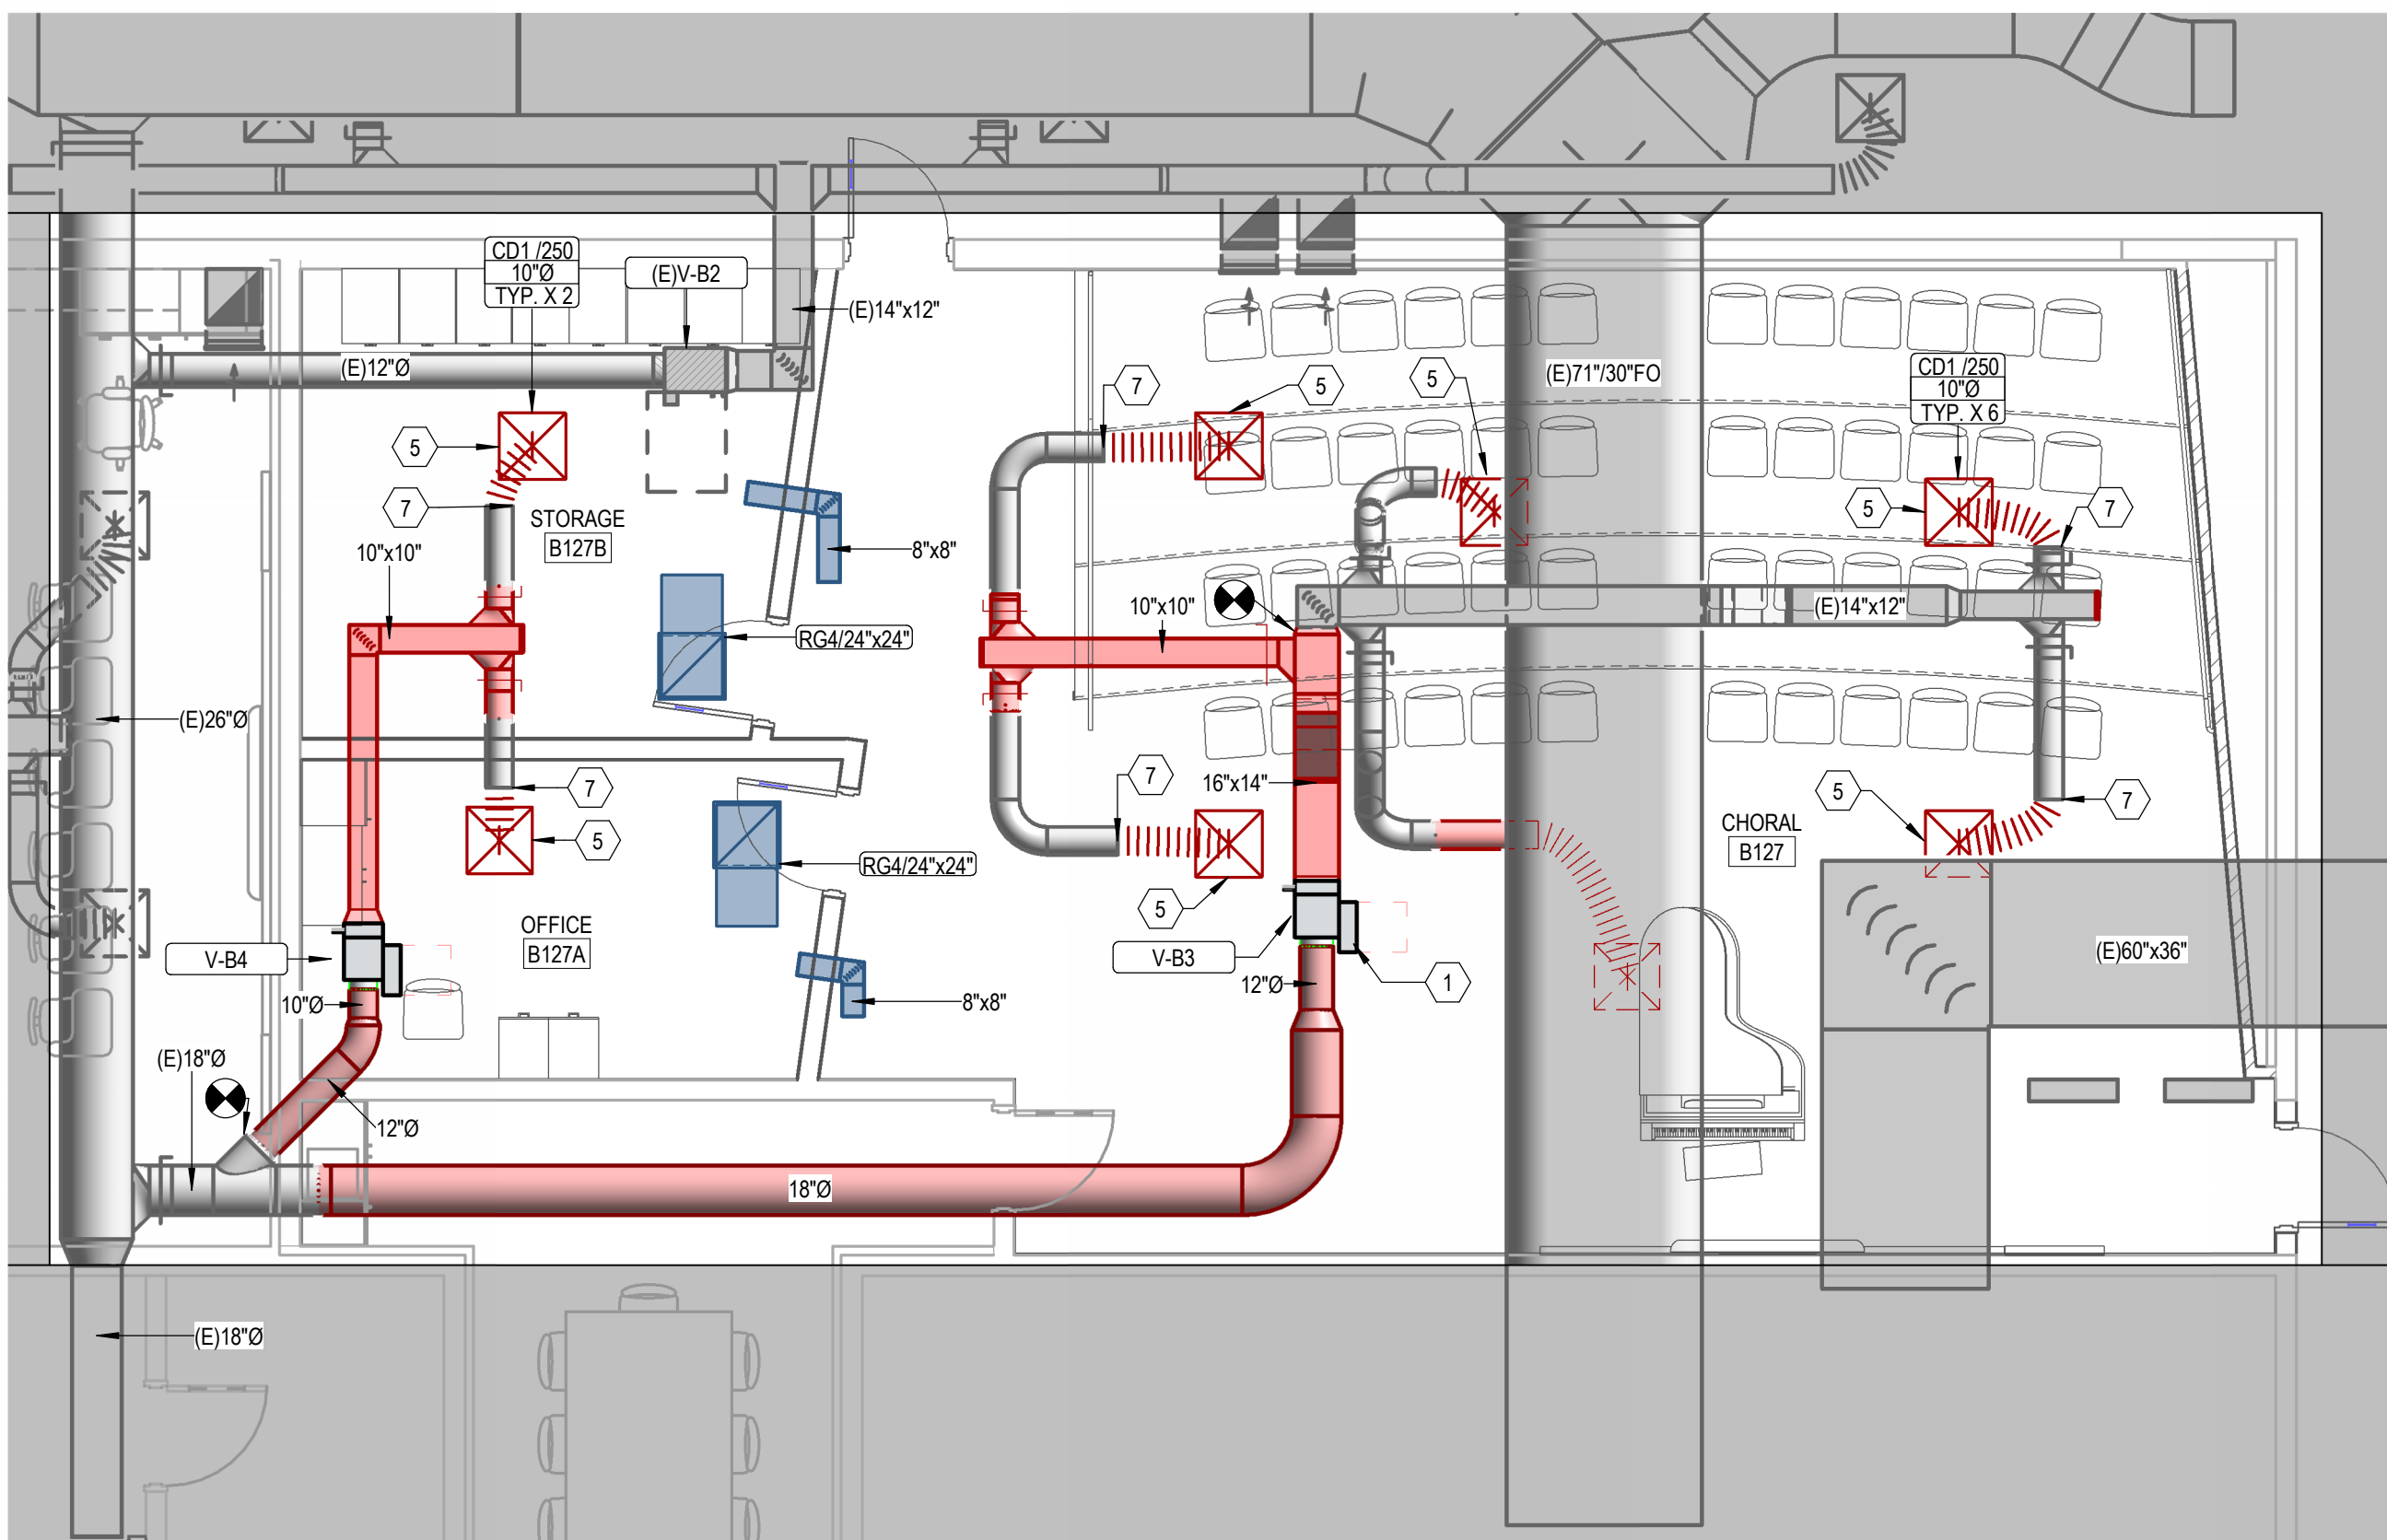 CD1 /250
10"Ø
TYP. X 2
(E)V-B2
(E)14"x12"
(E)12"Ø
7
5
5
(E)71"/30"FO
CD1 /250
10"Ø
TYP. X 6
5
7
STORAGE
B127B
10"x10"
8"x8"
5
7
10"x10"
(E)14"x12"
RG4/24"x24"
(E)26"Ø
7
5
7
16"x14"
5
7
CHORAL
B127
RG4/24"x24"
5
OFFICE
B127A
V-B4
V-B3
(E)60"x36"
12"Ø
1
10"Ø
8"x8"
(E)18"Ø
12"Ø
18"Ø
(E)18"Ø